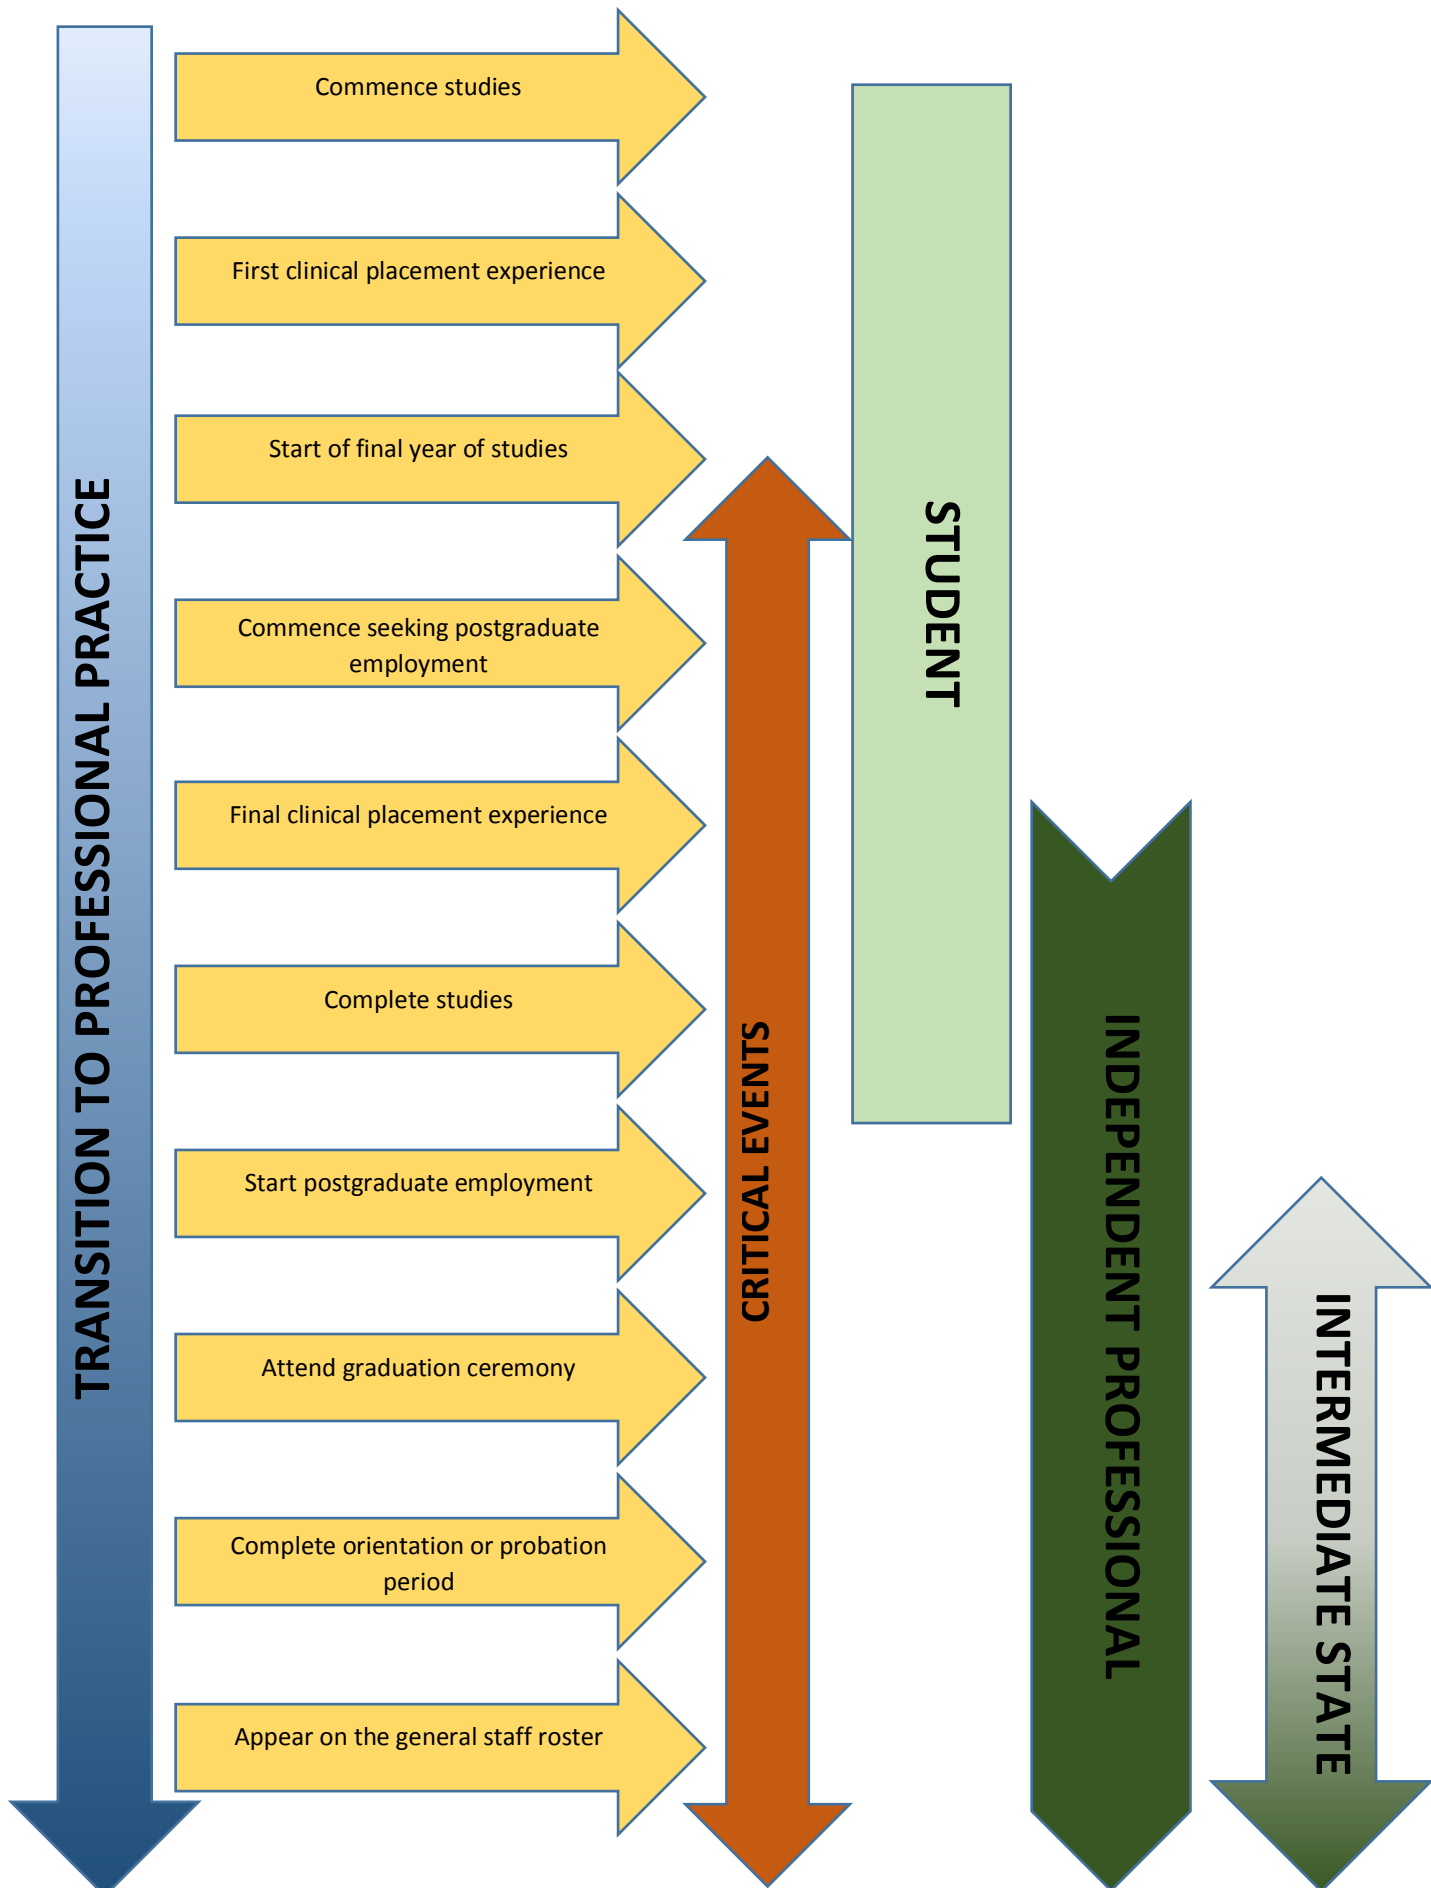 TRANSITION TO PROFESSIONAL PRACTICE
Commence studies
First clinical placement experience
Start of final year of studies
Commence seeking postgraduate
employment
Final clinical placement experience
Complete studies
Start postgraduate employment
Attend graduation ceremony
Complete orientation or probation
period
Appear on the general staff roster
CRITICAL EVENTS
STUDENT
INDEPENDENT PROFESSIONAL
INTERMEDIATE STATE